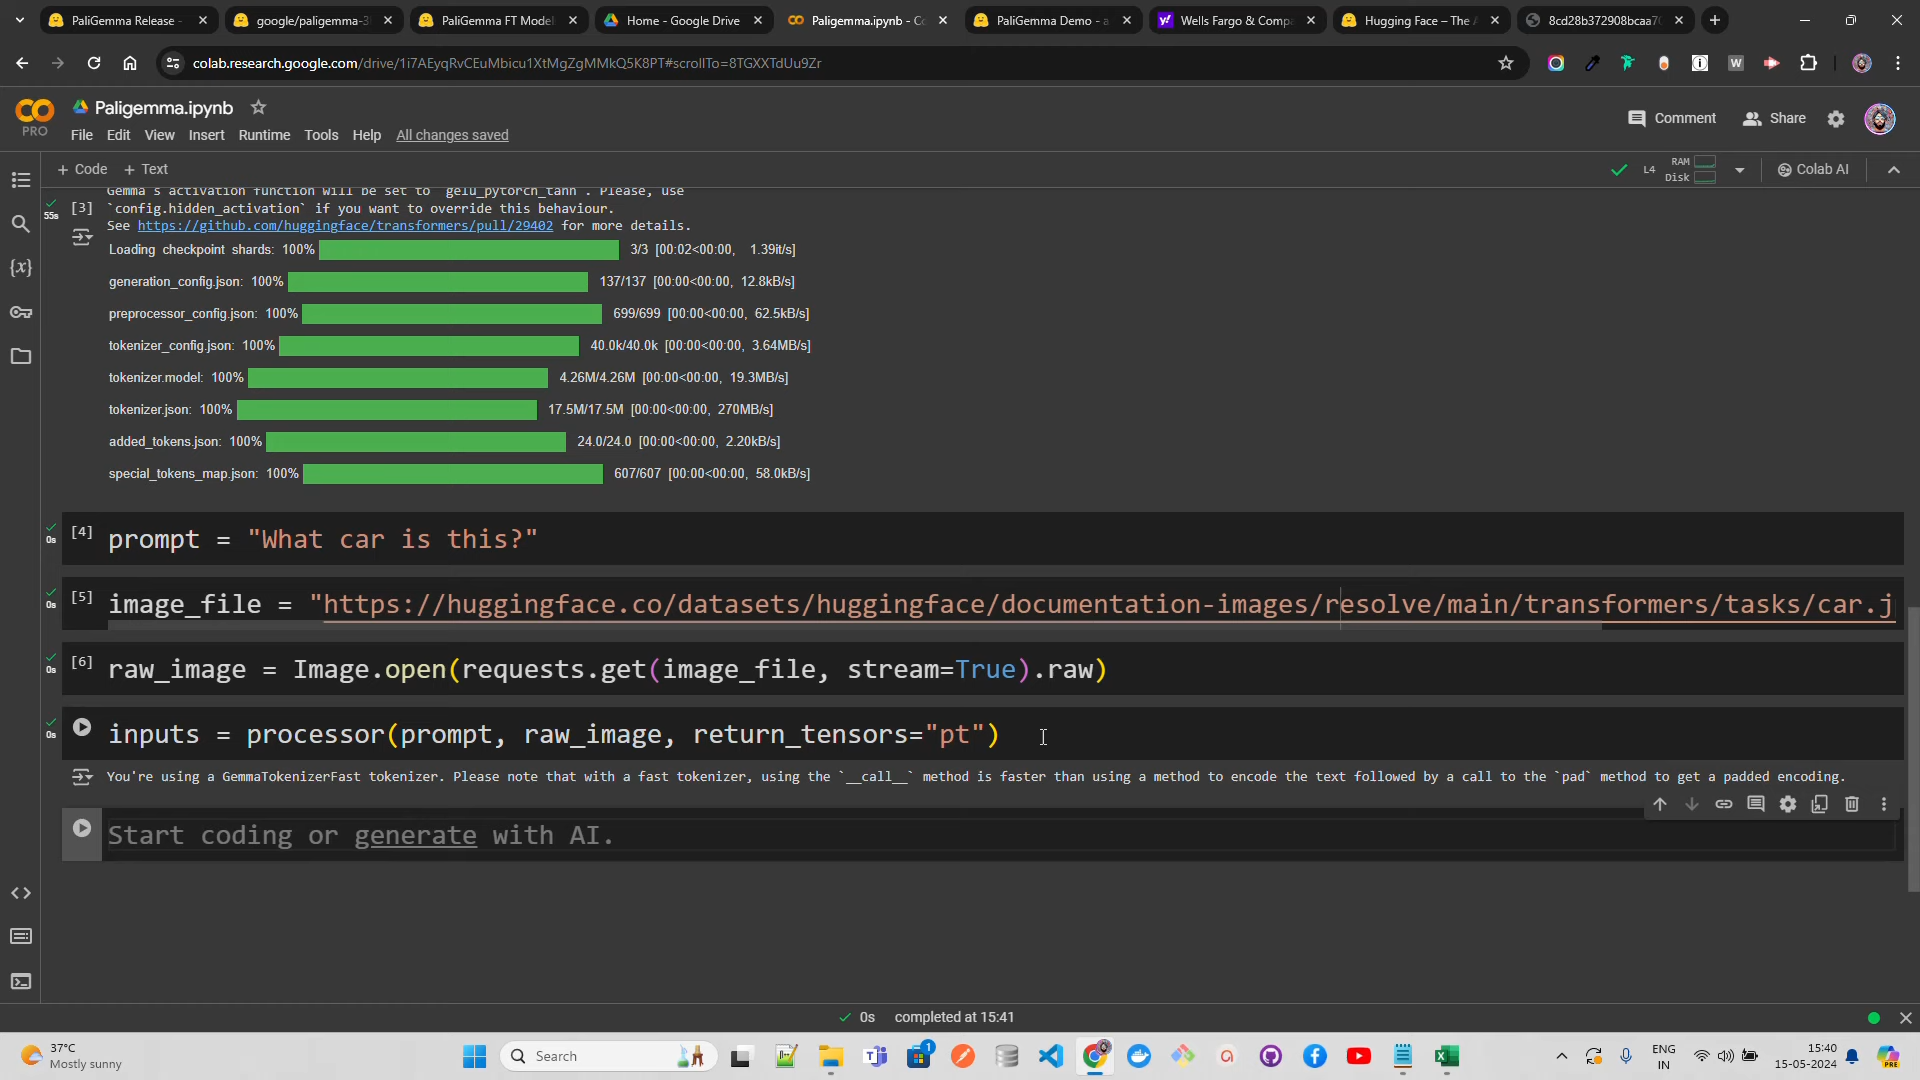 PaliGemma Release -
google/paligemma-3
PaliGemma FT Model
Home - Google Drive
Paligemma.ipynb - Co
PaliGemma Demo - a
Wells Fargo & Compa
Hugging Face – The A
8cd28b372908bcaa70
colab.research.google.com/drive/1i7AEyqRvCEuMbicu1XtMgZgMMkQ5K8PT#scrollTo=8TGXXTdUu9Zr
Paligemma.ipynb
PRO
File Edit View Insert Runtime Tools Help All changes saved
Comment Share
+ Code + Text
L4 RAM Disk Colab AI
Gemma's activation function will be set to `gelu_pytorch_tanh`. Please, use
55s [3] `config.hidden_activation` if you want to override this behaviour.
See https://github.com/huggingface/transformers/pull/29402 for more details.
Loading checkpoint shards: 100% 3/3 [00:02<00:00, 1.39it/s]
generation_config.json: 100% 137/137 [00:00<00:00, 12.8kB/s]
preprocessor_config.json: 100% 699/699 [00:00<00:00, 62.5kB/s]
tokenizer_config.json: 100% 40.0k/40.0k [00:00<00:00, 3.64MB/s]
tokenizer.model: 100% 4.26M/4.26M [00:00<00:00, 19.3MB/s]
tokenizer.json: 100% 17.5M/17.5M [00:00<00:00, 270MB/s]
added_tokens.json: 100% 24.0/24.0 [00:00<00:00, 2.20kB/s]
special_tokens_map.json: 100% 607/607 [00:00<00:00, 58.0kB/s]
0s [4] prompt = "What car is this?"
0s [5] image_file = "https://huggingface.co/datasets/huggingface/documentation-images/resolve/main/transformers/tasks/car.j
0s [6] raw_image = Image.open(requests.get(image_file, stream=True).raw)
0s inputs = processor(prompt, raw_image, return_tensors="pt")
You're using a GemmaTokenizerFast tokenizer. Please note that with a fast tokenizer, using the `__call__` method is faster than using a method to encode the text followed by a call to the `pad` method to get a padded encoding.
Start coding or generate with AI.
0s completed at 15:41
37°C
Mostly sunny
Search
1
ENG
IN
15:40
15-05-2024
PRE